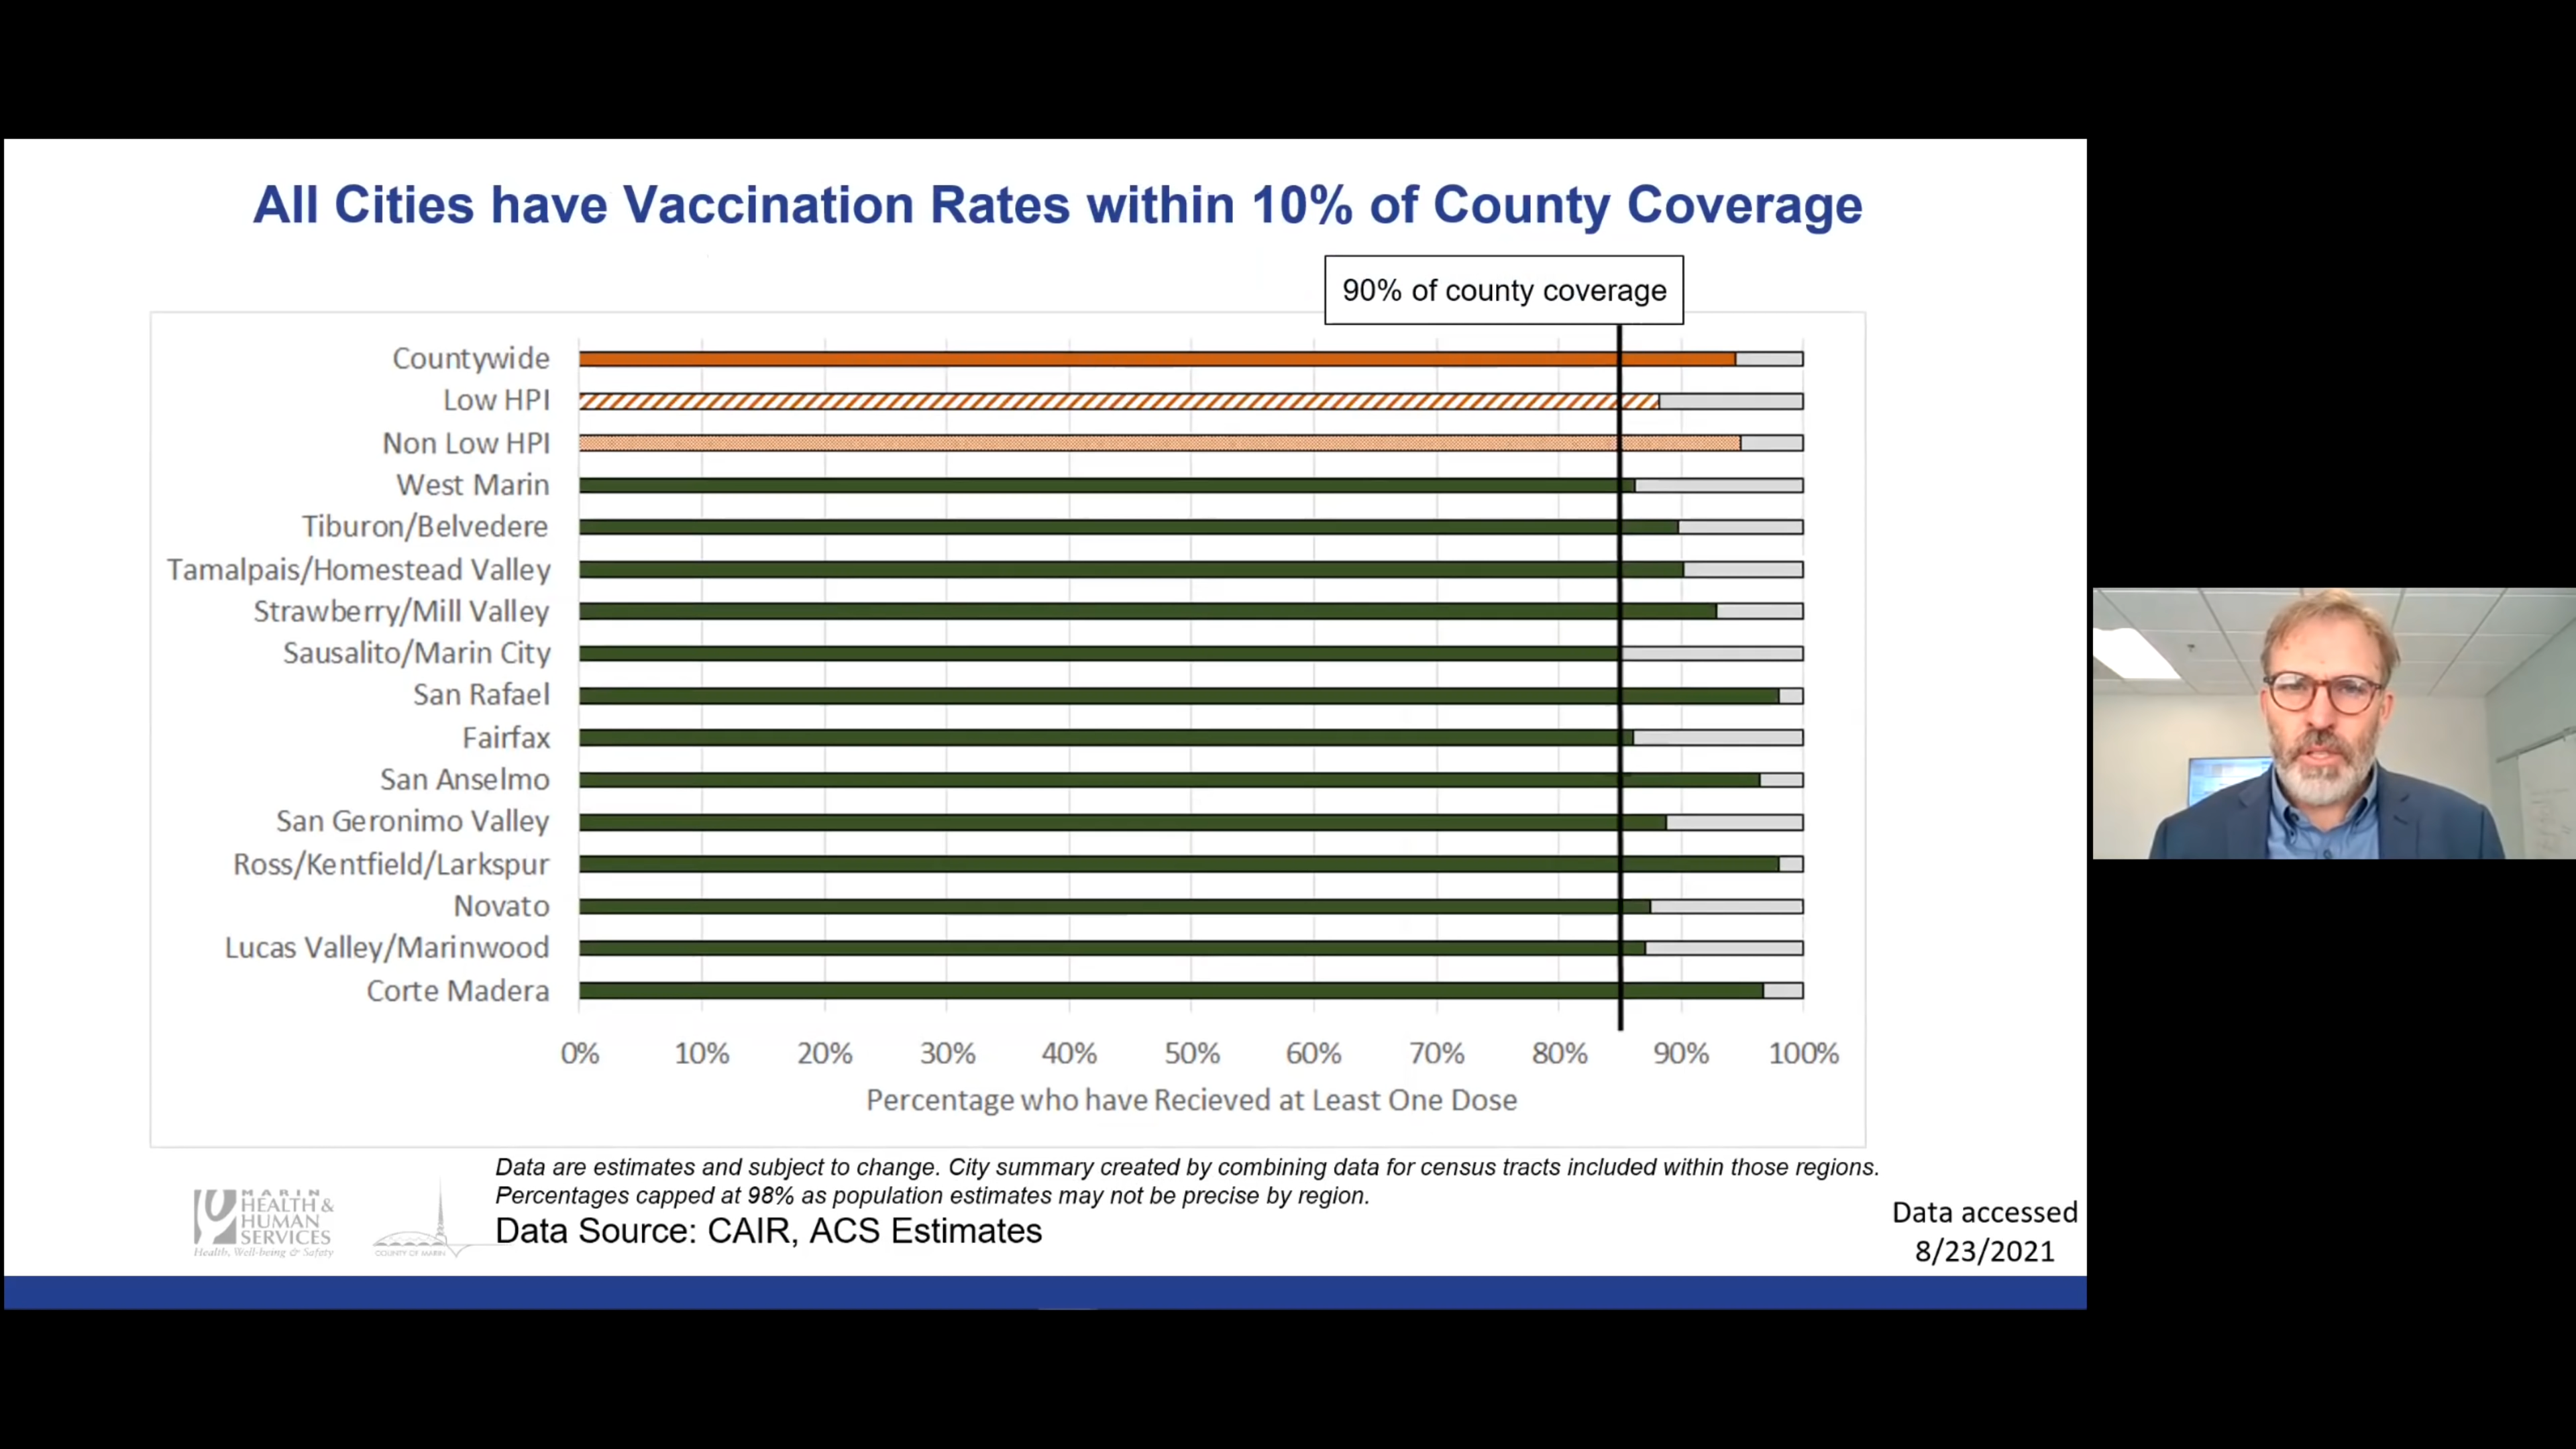 All Cities have Vaccination Rates within 10% of County Coverage
90% of county coverage
Countywide
Low HPI
Non Low HPI
West Marin
Tiburon/Belvedere
Tamalpais/Homestead Valley
Strawberry/Mill Valley
Sausalito/Marin City
San Rafael
Fairfax
San Anselmo
San Geronimo Valley
Ross/Kentfield/Larkspur
Novato
Lucas Valley/Marinwood
Corte Madera
0% 10% 20% 30% 40% 50% 60% 70% 80% 90% 100%
Percentage who have Recieved at Least One Dose
Data are estimates and subject to change. City summary created by combining data for census tracts included within those regions.
Percentages capped at 98% as population estimates may not be precise by region.
Data Source: CAIR, ACS Estimates
MARIN
HEALTH &
HUMAN
SERVICES
Health, Well-being & Safety
COUNTY OF MARIN
Data accessed
8/23/2021